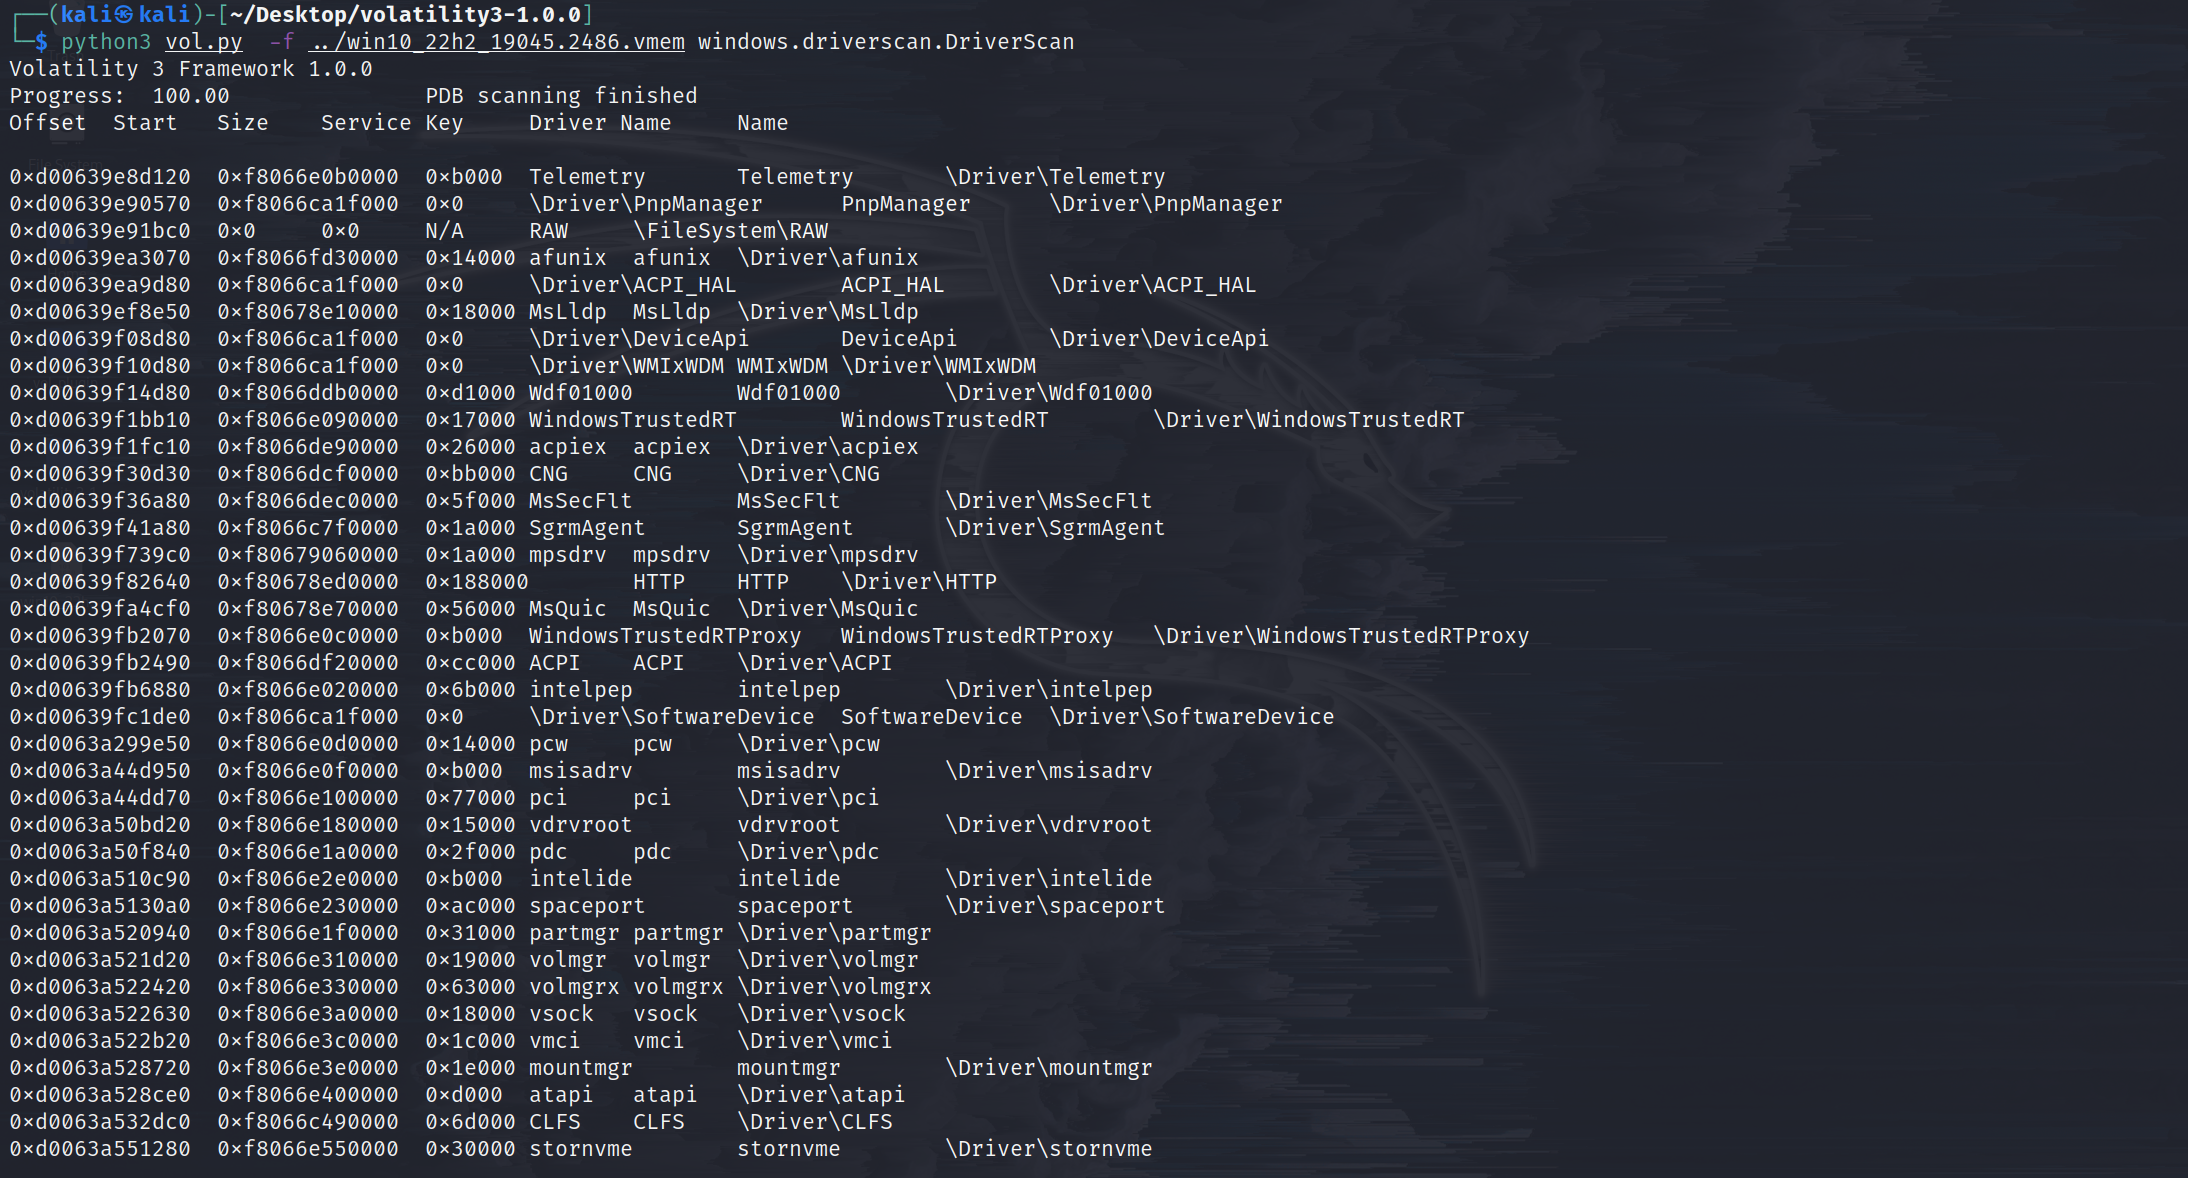 ┌──(kali㉿kali)-[~/Desktop/volatility3-1.0.0]
└─$ python3 vol.py  -f ../win10_22h2_19045.2486.vmem windows.driverscan.DriverScan
Volatility 3 Framework 1.0.0
Progress:  100.00               PDB scanning finished
Offset  Start   Size    Service Key     Driver Name     Name
File System
0×d00639e8d120  0×f8066e0b0000  0×b000  Telemetry       Telemetry       \Driver\Telemetry
0×d00639e90570  0×f8066ca1f000  0×0     \Driver\PnpManager      PnpManager      \Driver\PnpManager
0×d00639e91bc0  0×0     0×0     N/A     RAW     \FileSystem\RAW
0×d00639ea3070  0×f8066fd30000  0×14000 afunix  afunix  \Driver\afunix
0×d00639ea9d80  0×f8066ca1f000  0×0     \Driver\ACPI_HAL        ACPI_HAL        \Driver\ACPI_HAL
0×d00639ef8e50  0×f80678e10000  0×18000 MsLldp  MsLldp  \Driver\MsLldp
0×d00639f08d80  0×f8066ca1f000  0×0     \Driver\DeviceApi       DeviceApi       \Driver\DeviceApi
0×d00639f10d80  0×f8066ca1f000  0×0     \Driver\WMIxWDM WMIxWDM \Driver\WMIxWDM
0×d00639f14d80  0×f8066ddb0000  0×d1000 Wdf01000        Wdf01000        \Driver\Wdf01000
0×d00639f1bb10  0×f8066e090000  0×17000 WindowsTrustedRT        WindowsTrustedRT        \Driver\WindowsTrustedRT
0×d00639f1fc10  0×f8066de90000  0×26000 acpiex  acpiex  \Driver\acpiex
0×d00639f30d30  0×f8066dcf0000  0×bb000 CNG     CNG     \Driver\CNG
0×d00639f36a80  0×f8066dec0000  0×5f000 MsSecFlt        MsSecFlt        \Driver\MsSecFlt
0×d00639f41a80  0×f8066c7f0000  0×1a000 SgrmAgent       SgrmAgent       \Driver\SgrmAgent
0×d00639f739c0  0×f80679060000  0×1a000 mpsdrv  mpsdrv  \Driver\mpsdrv
0×d00639f82640  0×f80678ed0000  0×188000        HTTP    HTTP    \Driver\HTTP
0×d00639fa4cf0  0×f80678e70000  0×56000 MsQuic  MsQuic  \Driver\MsQuic
0×d00639fb2070  0×f8066e0c0000  0×b000  WindowsTrustedRTProxy   WindowsTrustedRTProxy   \Driver\WindowsTrustedRTProxy
0×d00639fb2490  0×f8066df20000  0×cc000 ACPI    ACPI    \Driver\ACPI
0×d00639fb6880  0×f8066e020000  0×6b000 intelpep        intelpep        \Driver\intelpep
0×d00639fc1de0  0×f8066ca1f000  0×0     \Driver\SoftwareDevice  SoftwareDevice  \Driver\SoftwareDevice
0×d0063a299e50  0×f8066e0d0000  0×14000 pcw     pcw     \Driver\pcw
0×d0063a44d950  0×f8066e0f0000  0×b000  msisadrv        msisadrv        \Driver\msisadrv
0×d0063a44dd70  0×f8066e100000  0×77000 pci     pci     \Driver\pci
0×d0063a50bd20  0×f8066e180000  0×15000 vdrvroot        vdrvroot        \Driver\vdrvroot
0×d0063a50f840  0×f8066e1a0000  0×2f000 pdc     pdc     \Driver\pdc
0×d0063a510c90  0×f8066e2e0000  0×b000  intelide        intelide        \Driver\intelide
0×d0063a5130a0  0×f8066e230000  0×ac000 spaceport       spaceport       \Driver\spaceport
0×d0063a520940  0×f8066e1f0000  0×31000 partmgr partmgr \Driver\partmgr
0×d0063a521d20  0×f8066e310000  0×19000 volmgr  volmgr  \Driver\volmgr
0×d0063a522420  0×f8066e330000  0×63000 volmgrx volmgrx \Driver\volmgrx
0×d0063a522630  0×f8066e3a0000  0×18000 vsock   vsock   \Driver\vsock
0×d0063a522b20  0×f8066e3c0000  0×1c000 vmci    vmci    \Driver\vmci
0×d0063a528720  0×f8066e3e0000  0×1e000 mountmgr        mountmgr        \Driver\mountmgr
0×d0063a528ce0  0×f8066e400000  0×d000  atapi   atapi   \Driver\atapi
0×d0063a532dc0  0×f8066c490000  0×6d000 CLFS    CLFS    \Driver\CLFS
0×d0063a551280  0×f8066e550000  0×30000 stornvme        stornvme        \Driver\stornvme